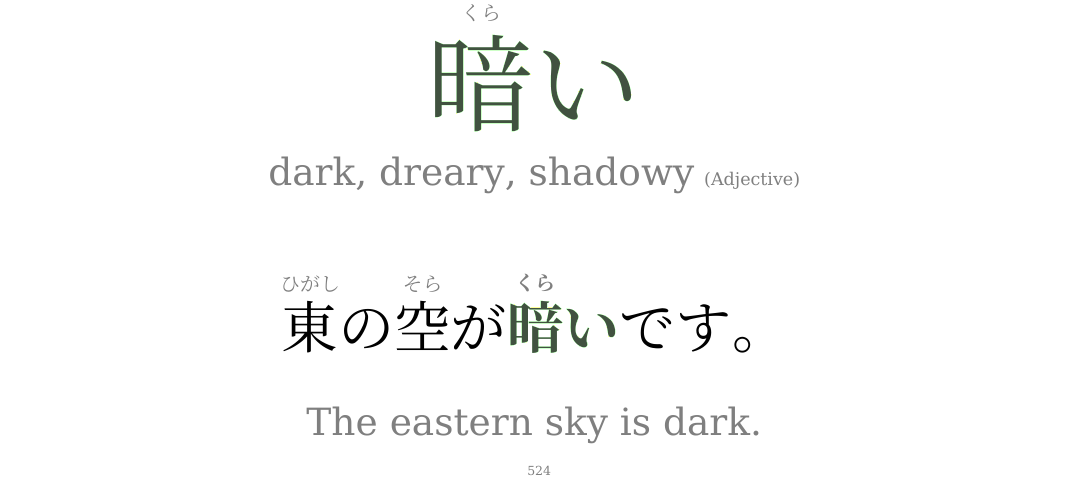 くら
暗い
dark, dreary, shadowy (Adjective)
ひがし そら くら
東の空が暗いです。
The eastern sky is dark.
524